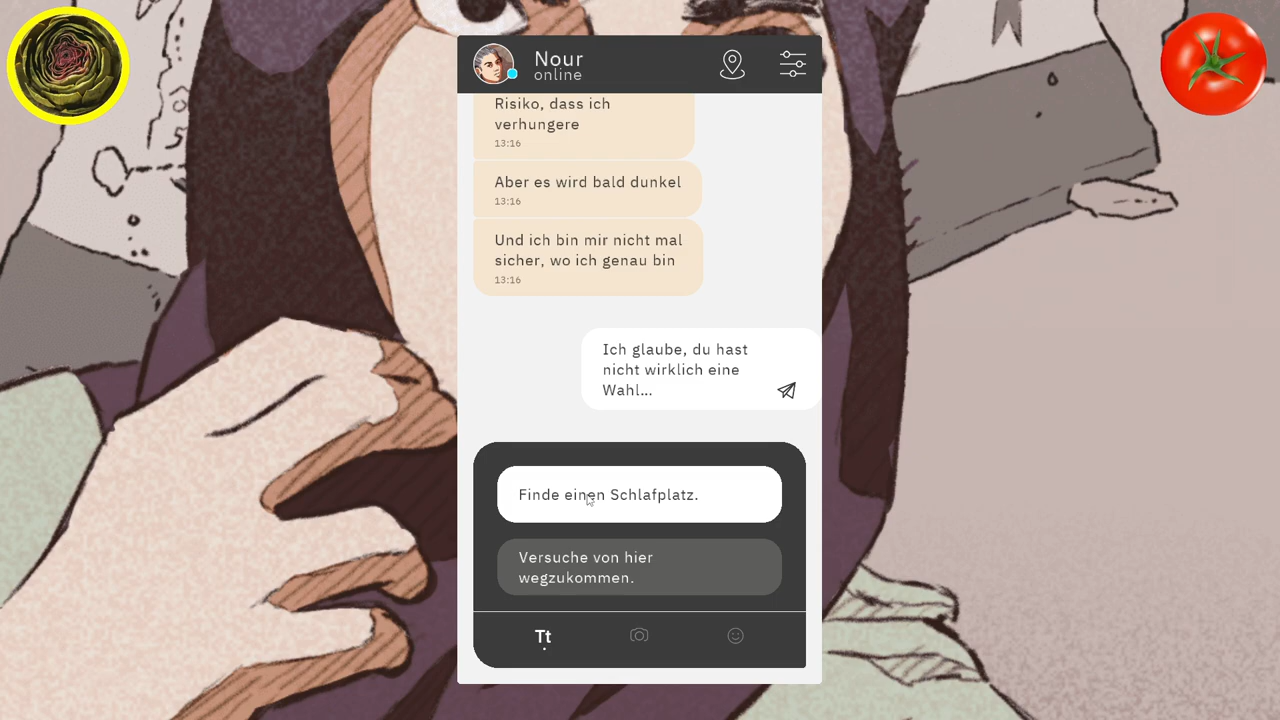 Nour
online
Risiko, dass ich
verhungere
13:16
Aber es wird bald dunkel
13:16
Und ich bin mir nicht mal
sicher, wo ich genau bin
13:16
Ich glaube, du hast
nicht wirklich eine
Wahl...
Finde einen Schlafplatz.
Versuche von hier
wegzukommen.
Tt